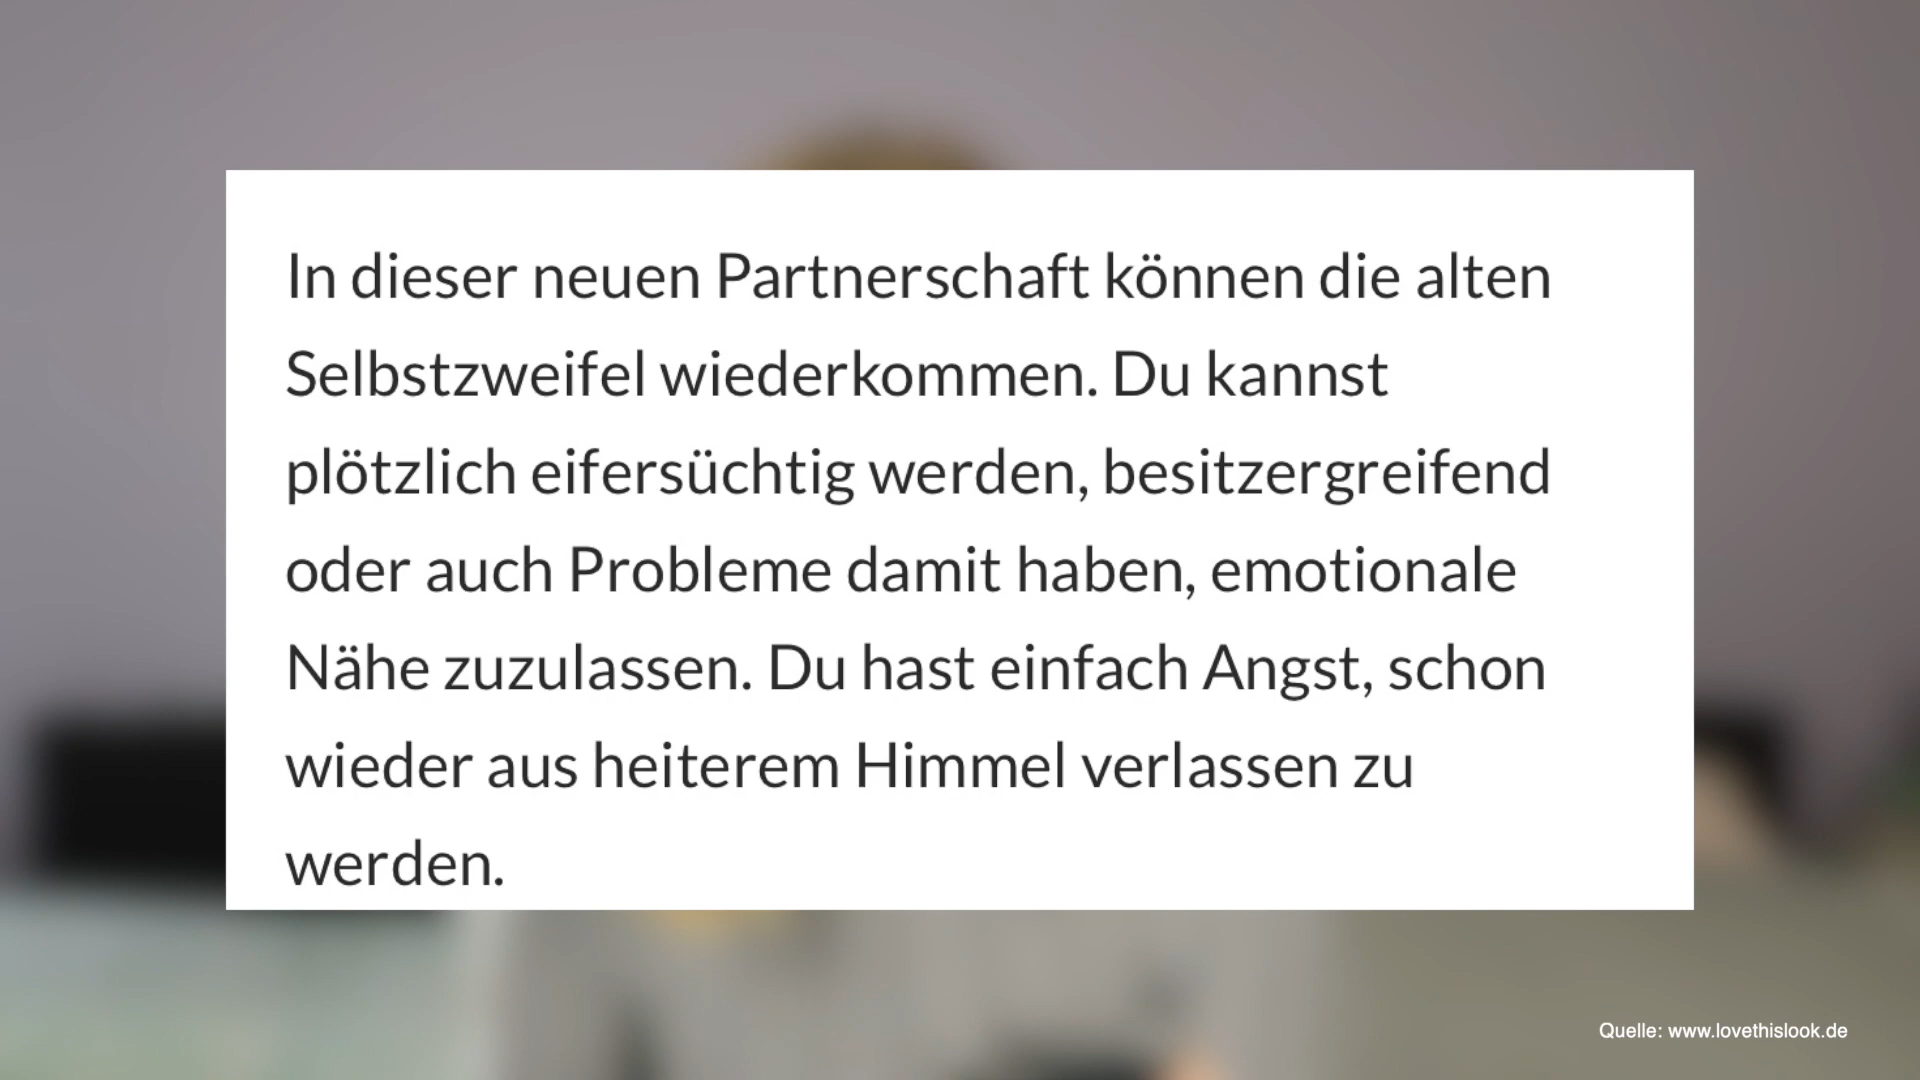 In dieser neuen Partnerschaft können die alten
Selbstzweifel wiederkommen. Du kannst
plötzlich eifersüchtig werden, besitzergreifend
oder auch Probleme damit haben, emotionale
Nähe zuzulassen. Du hast einfach Angst, schon
wieder aus heiterem Himmel verlassen zu
werden.
Quelle: www.lovethislook.de